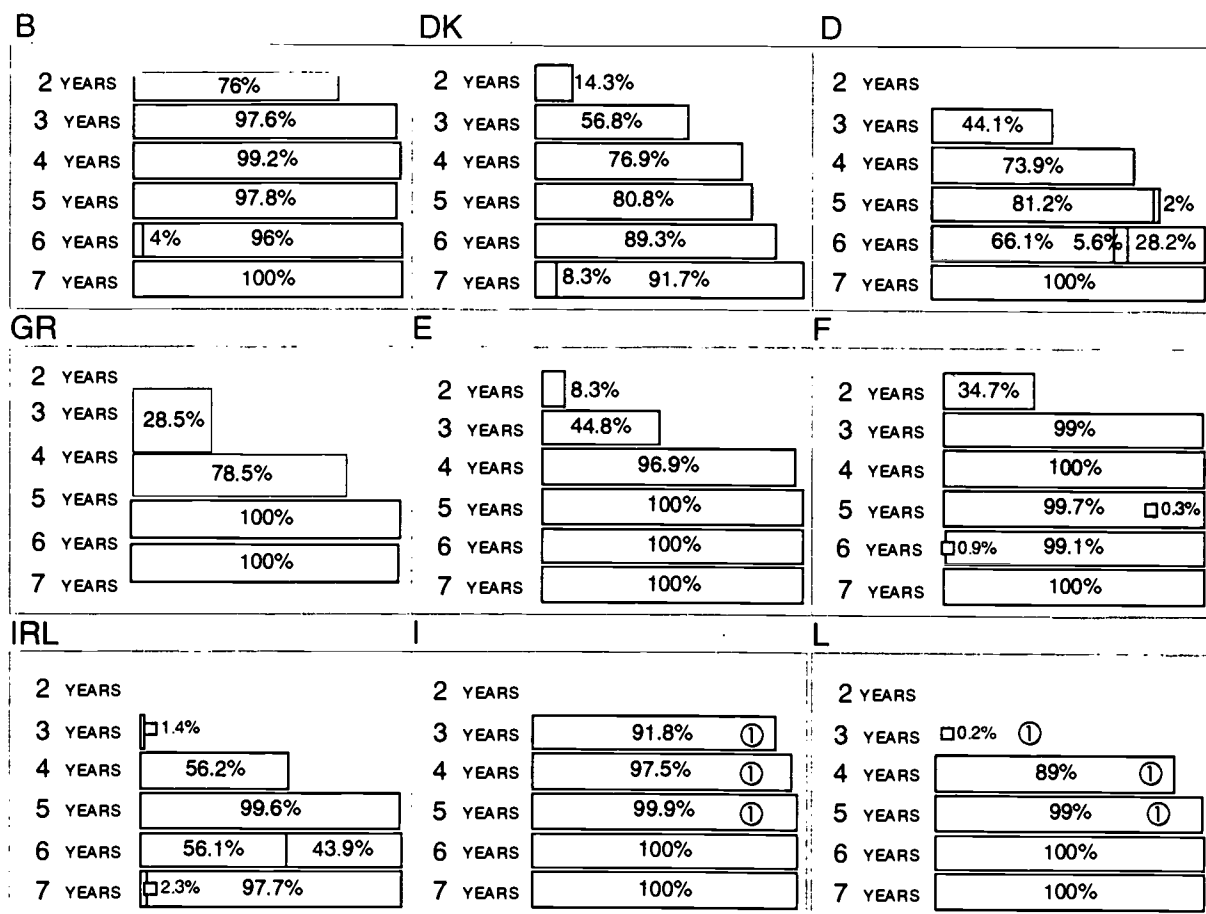 B
2 YEARS 76%
3 YEARS 97.6%
4 YEARS 99.2%
5 YEARS 97.8%
6 YEARS 4% 96%
7 YEARS 100%
DK
2 YEARS 14.3%
3 YEARS 56.8%
4 YEARS 76.9%
5 YEARS 80.8%
6 YEARS 89.3%
7 YEARS 8.3% 91.7%
D
2 YEARS
3 YEARS 44.1%
4 YEARS 73.9%
5 YEARS 81.2% 2%
6 YEARS 66.1% 5.6% 28.2%
7 YEARS 100%
GR
2 YEARS
3 YEARS 28.5%
4 YEARS
78.5%
5 YEARS
100%
6 YEARS
100%
7 YEARS
E
2 YEARS 8.3%
3 YEARS 44.8%
4 YEARS 96.9%
5 YEARS 100%
6 YEARS 100%
7 YEARS 100%
F
2 YEARS 34.7%
3 YEARS 99%
4 YEARS 100%
5 YEARS 99.7% 0.3%
6 YEARS 0.9% 99.1%
7 YEARS 100%
IRL
2 YEARS
3 YEARS 1.4%
4 YEARS 56.2%
5 YEARS 99.6%
6 YEARS 56.1% 43.9%
7 YEARS 2.3% 97.7%
I
2 YEARS
3 YEARS 91.8% ①
4 YEARS 97.5% ①
5 YEARS 99.9% ①
6 YEARS 100%
7 YEARS 100%
L
2 YEARS
3 YEARS 0.2% ①
4 YEARS 89% ①
5 YEARS 99% ①
6 YEARS 100%
7 YEARS 100%